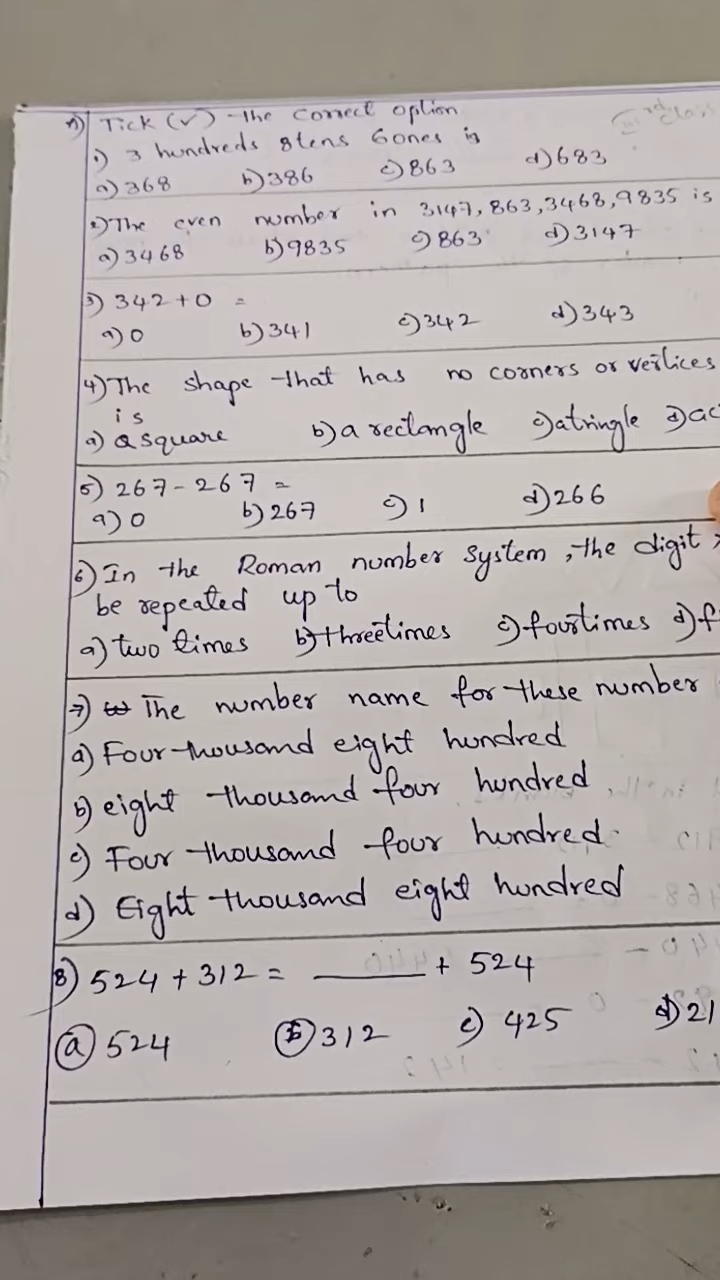 A) Tick (✓) the correct option
1) 3 hundreds 8tens 6ones is
a) 368 b) 386 c) 863 d) 683
2) The even number in 3147, 863, 3468, 9835 is
a) 3468 b) 9835 c) 863 d) 3147
3) 342 + 0 =
a) 0 b) 341 c) 342 d) 343
4) The shape that has no corners or vertices
is
a) a square b) a rectangle c) a tringle d) a c
5) 267 - 267 =
a) 0 b) 267 c) 1 d) 266
6) In the Roman number system, the digit
be repeated up to
a) two times b) three times c) four times d) f
7) The number name for these number
a) Four thousand eight hundred
b) eight thousand four hundred
c) Four thousand four hundred
d) Eight thousand eight hundred
8) 524 + 312 = ______ + 524
a) 524 b) 312 c) 425 d) 21